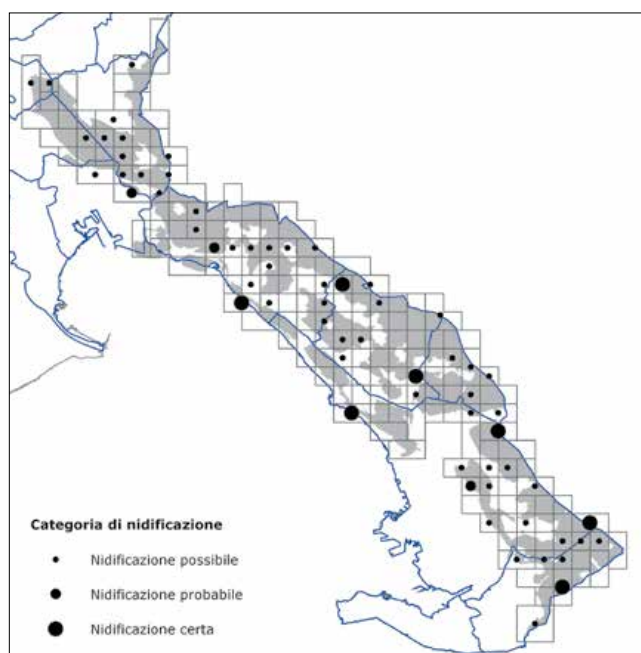 Categoria di nidificazione
Nidificazione possibile
Nidificazione probabile
Nidificazione certa